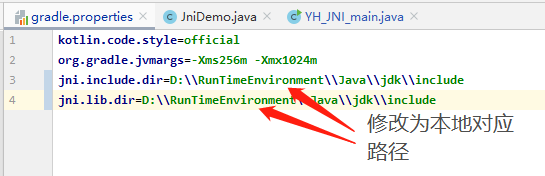 gradle.properties JniDemo.java YH_JNI_main.java
1 kotlin.code.style=official
2 org.gradle.jvmargs=-Xms256m -Xmx1024m
3 jni.include.dir=D:\\RunTimeEnvironment\\Java\\jdk\\include
4 jni.lib.dir=D:\\RunTimeEnvironment\\Java\\jdk\\include
修改为本地对应
路径